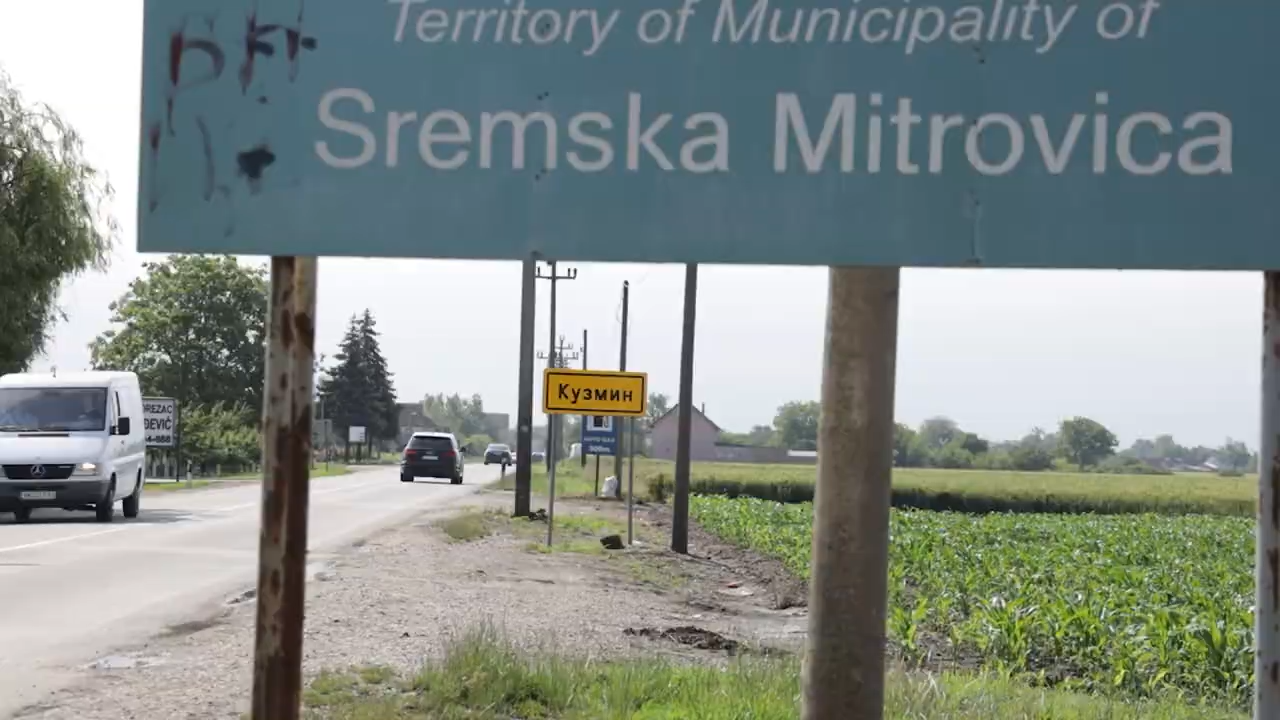 Territory of Municipality of
Sremska Mitrovica
Кузмин